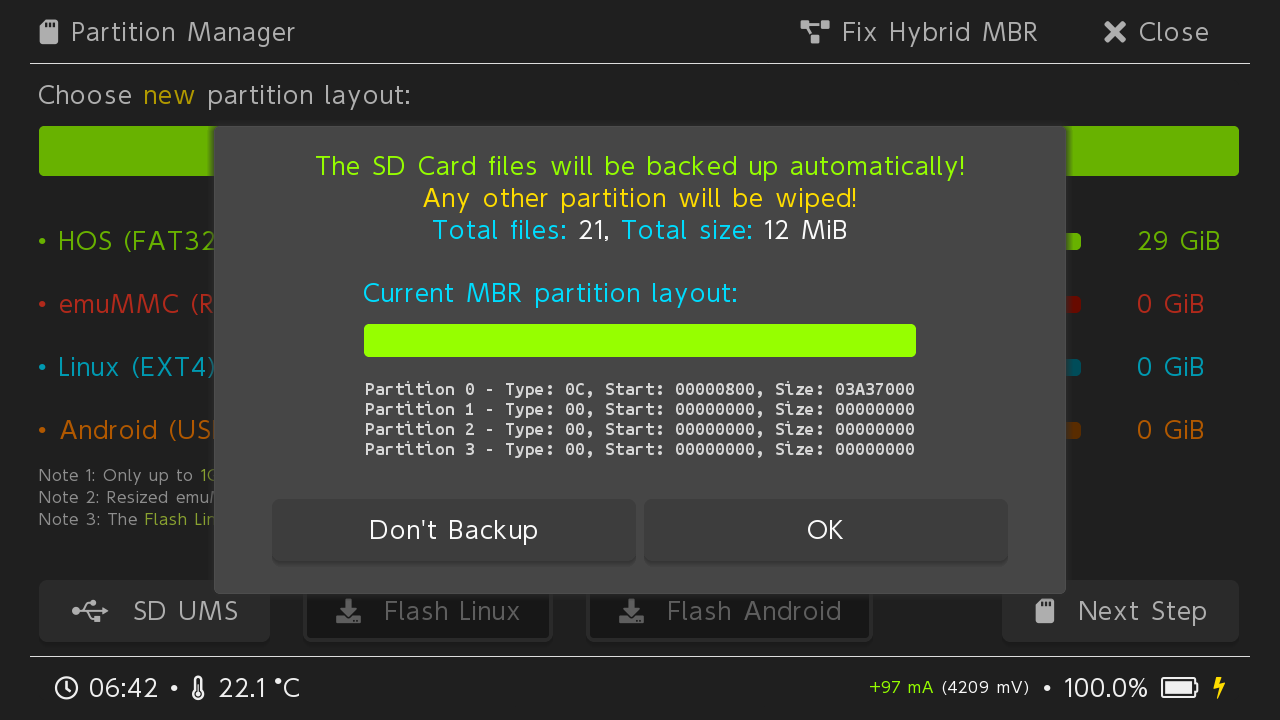 Partition Manager Fix Hybrid MBR Close
Choose new partition layout:
The SD Card files will be backed up automatically!
Any other partition will be wiped!
Total files: 21, Total size: 12 MiB
• HOS (FAT32 29 GiB
• emuMMC (R 0 GiB
• Linux (EXT4) 0 GiB
• Android (US 0 GiB
Current MBR partition layout:
Partition 0 - Type: 0C, Start: 00000800, Size: 03A37000
Partition 1 - Type: 00, Start: 00000000, Size: 00000000
Partition 2 - Type: 00, Start: 00000000, Size: 00000000
Partition 3 - Type: 00, Start: 00000000, Size: 00000000
Note 1: Only up to
Note 2: Resized emu
Note 3: The Flash Lin
Don't Backup OK
SD UMS Flash Linux Flash Android Next Step
06:42 • 22.1 °C +97 mA (4209 mV) • 100.0%